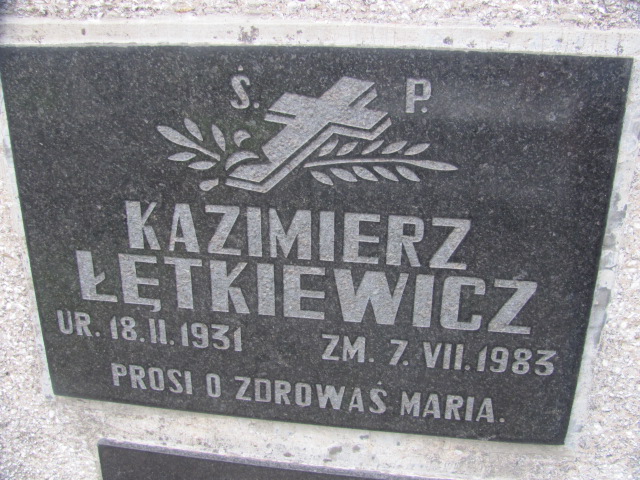 Ś. P.
KAZIMIERZ
ŁĘTKIEWICZ
UR. 18.II.1931 ZM. 7. VII.1983
PROSI O ZDROWAŚ MARIA.